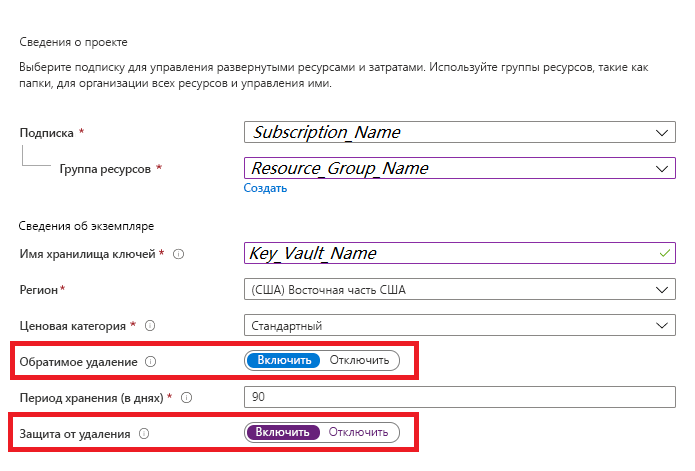 Сведения о проекте
Выберите подписку для управления развернутыми ресурсами и затратами. Используйте группы ресурсов, такие как
папки, для организации всех ресурсов и управления ими.
Подписка * Subscription_Name
Группа ресурсов * Resource_Group_Name
Создать
Сведения об экземпляре
Имя хранилища ключей * Key_Vault_Name
Регион * (США) Восточная часть США
Ценовая категория * Стандартный
Обратимое удаление Включить Отключить
Период хранения (в днях) * 90
Защита от удаления Включить Отключить